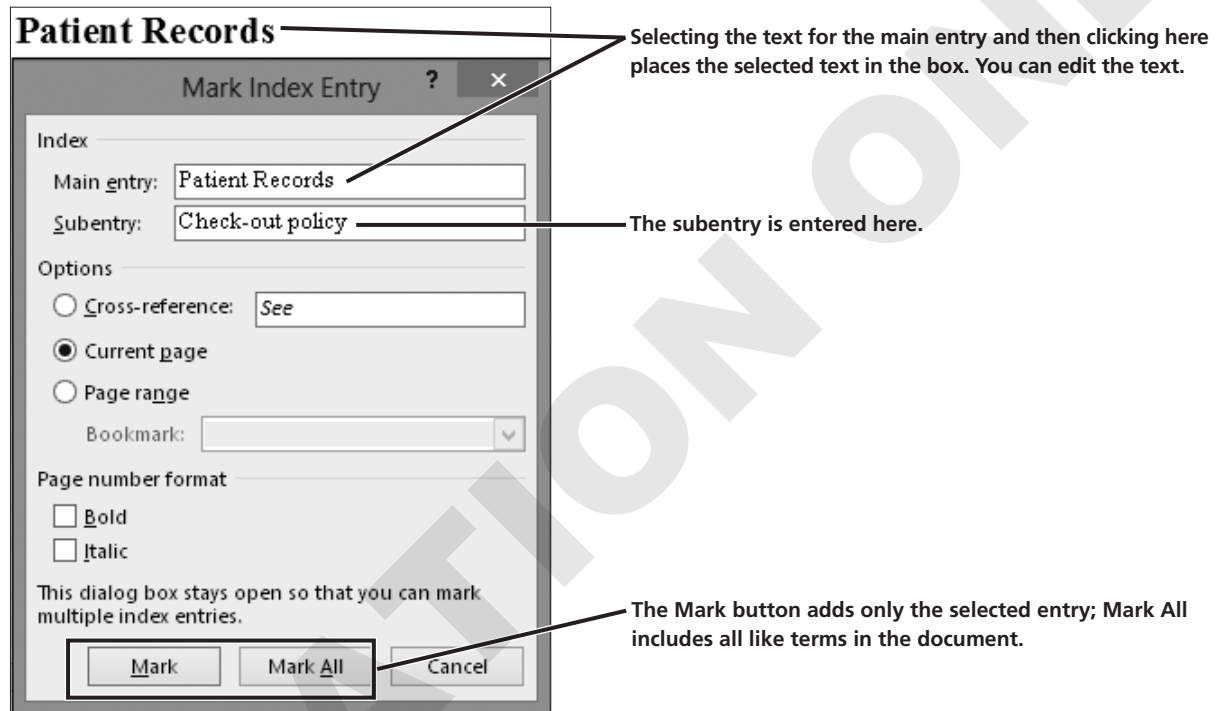 Patient Records
Selecting the text for the main entry and then clicking here
places the selected text in the box. You can edit the text.
Mark Index Entry ? ×
Index
Main entry: Patient Records
Subentry: Check-out policy
The subentry is entered here.
Options
Cross-reference: See
Current page
Page range
Bookmark:
Page number format
Bold
Italic
This dialog box stays open so that you can mark
multiple index entries.
The Mark button adds only the selected entry; Mark All
includes all like terms in the document.
Mark Mark All Cancel
ATION ON